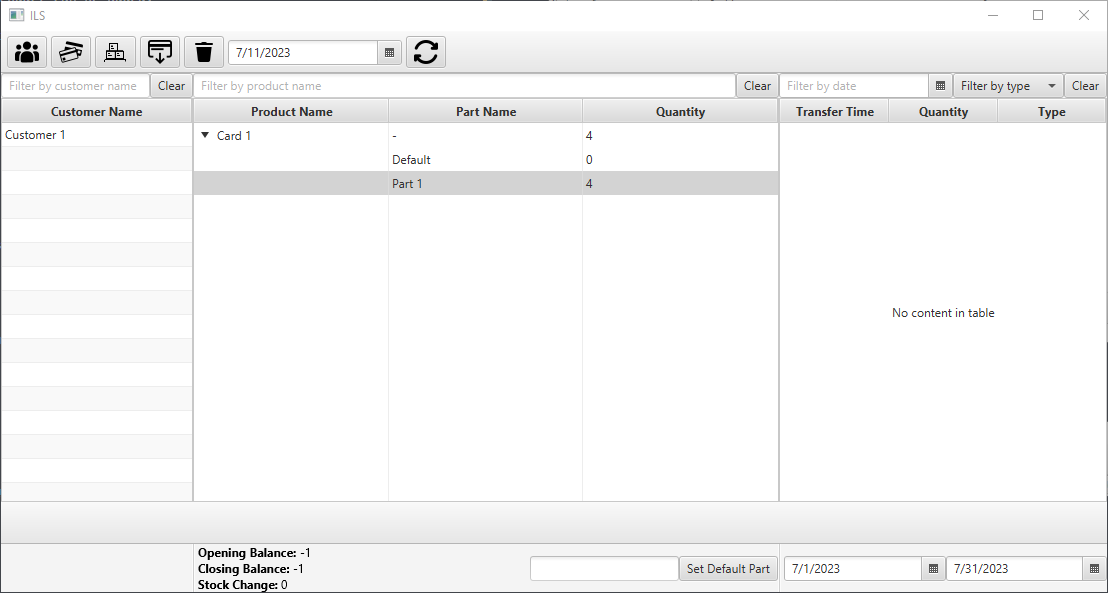 ILS
7/11/2023
Filter by customer name Clear Filter by product name Clear Filter by date Filter by type Clear
Customer Name Product Name Part Name Quantity Transfer Time Quantity Type
Customer 1 Card 1 - 4
Default 0
Part 1 4
No content in table
Opening Balance: -1
Closing Balance: -1 Set Default Part 7/1/2023 7/31/2023
Stock Change: 0